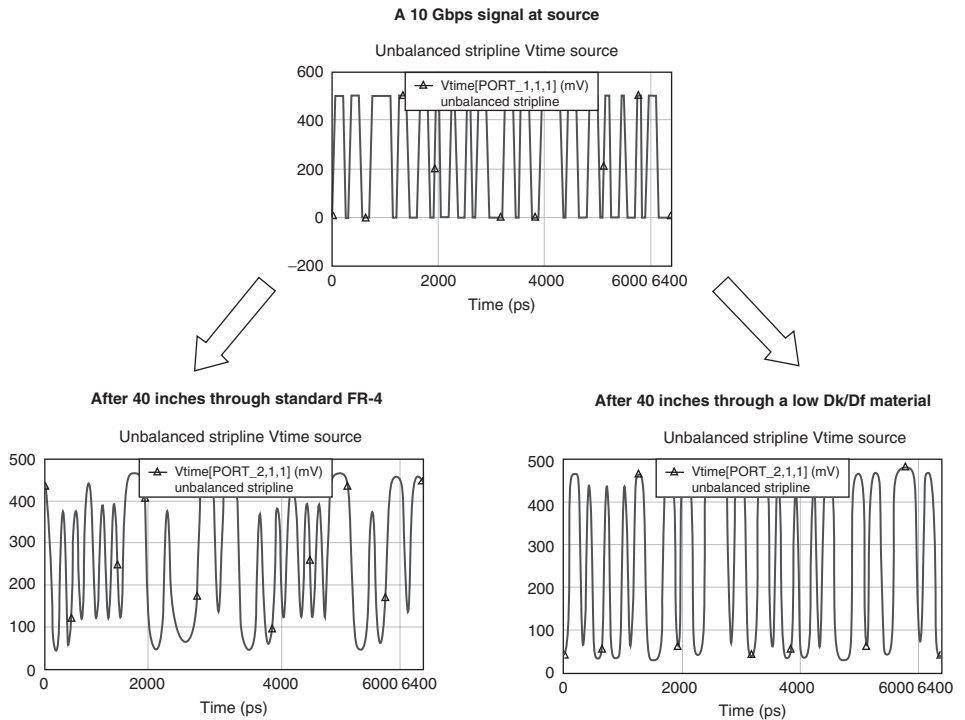 A 10 Gbps signal at source
Unbalanced stripline Vtime source
Vtime[PORT_1,1,1] (mV)
unbalanced stripline
600
400
200
0
−200
0 2000 4000 6000 6400
Time (ps)
After 40 inches through standard FR-4
Unbalanced stripline Vtime source
Vtime[PORT_2,1,1] (mV)
unbalanced stripline
500
400
300
200
100
0
0 2000 4000 6000 6400
Time (ps)
After 40 inches through a low Dk/Df material
Unbalanced stripline Vtime source
Vtime[PORT_2,1,1] (mV)
unbalanced stripline
500
400
300
200
100
0
0 2000 4000 6000 6400
Time (ps)